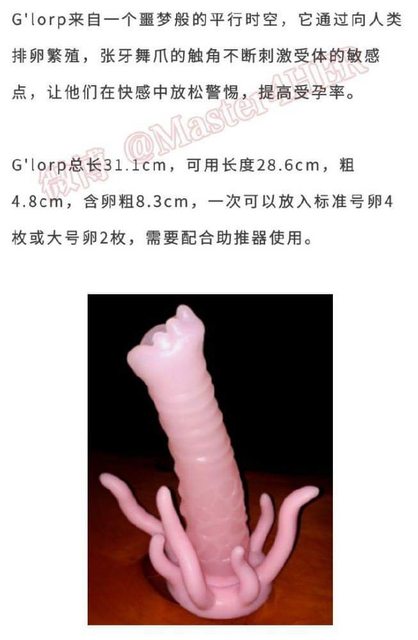 G'lorp来自一个噩梦般的平行时空，它通过向人类
排卵繁殖，张牙舞爪的触角不断刺激受体的敏感
点，让他们在快感中放松警惕，提高受孕率。
微博 @Master4HER
G'lorp总长31.1cm，可用长度28.6cm，粗
4.8cm，含卵粗8.3cm，一次可以放入标准号卵4
枚或大号卵2枚，需要配合助推器使用。